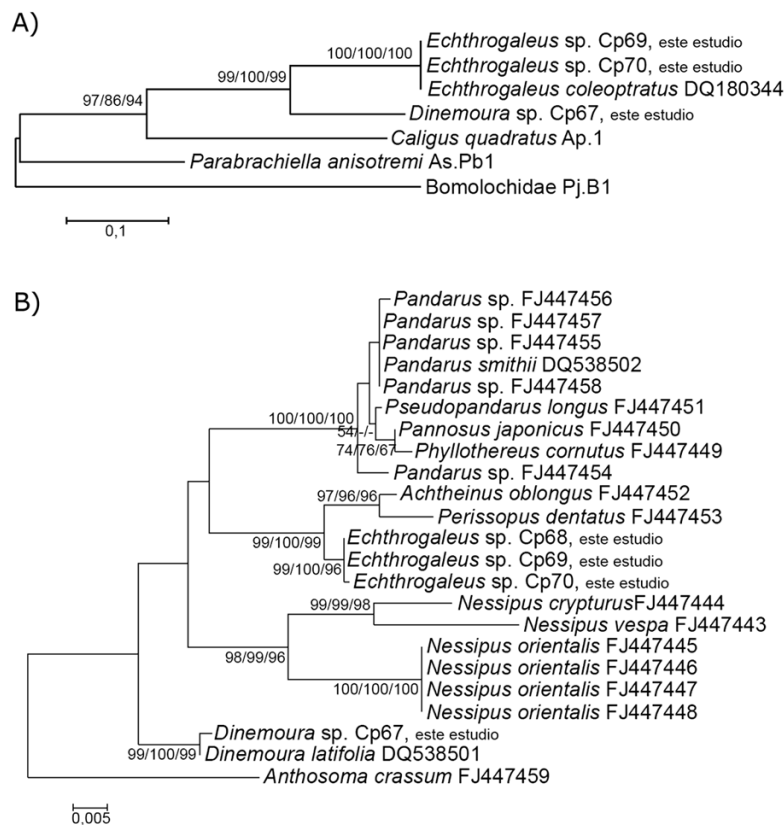 A)
Echthrogaleus sp. Cp69, este estudio
100/100/100
Echthrogaleus sp. Cp70, este estudio
99/100/99
Echthrogaleus coleoptratus DQ180344
97/86/94
Dinemoura sp. Cp67, este estudio
Caligus quadratus Ap.1
Parabrachiella anisotremi As.Pb1
Bomolochidae Pj.B1
0,1
B)
Pandarus sp. FJ447456
Pandarus sp. FJ447457
Pandarus sp. FJ447455
Pandarus smithii DQ538502
Pandarus sp. FJ447458
Pseudopandarus longus FJ447451
100/100/100
54/-/-
Pannosus japonicus FJ447450
74/76/67
Phyllothereus cornutus FJ447449
Pandarus sp. FJ447454
97/96/96
Achtheinus oblongus FJ447452
Perissopus dentatus FJ447453
99/100/99
Echthrogaleus sp. Cp68, este estudio
99/100/96
Echthrogaleus sp. Cp69, este estudio
Echthrogaleus sp. Cp70, este estudio
99/99/98
Nessipus crypturusFJ447444
Nessipus vespa FJ447443
98/99/96
Nessipus orientalis FJ447445
Nessipus orientalis FJ447446
100/100/100
Nessipus orientalis FJ447447
Nessipus orientalis FJ447448
Dinemoura sp. Cp67, este estudio
99/100/99
Dinemoura latifolia DQ538501
Anthosoma crassum FJ447459
0,005